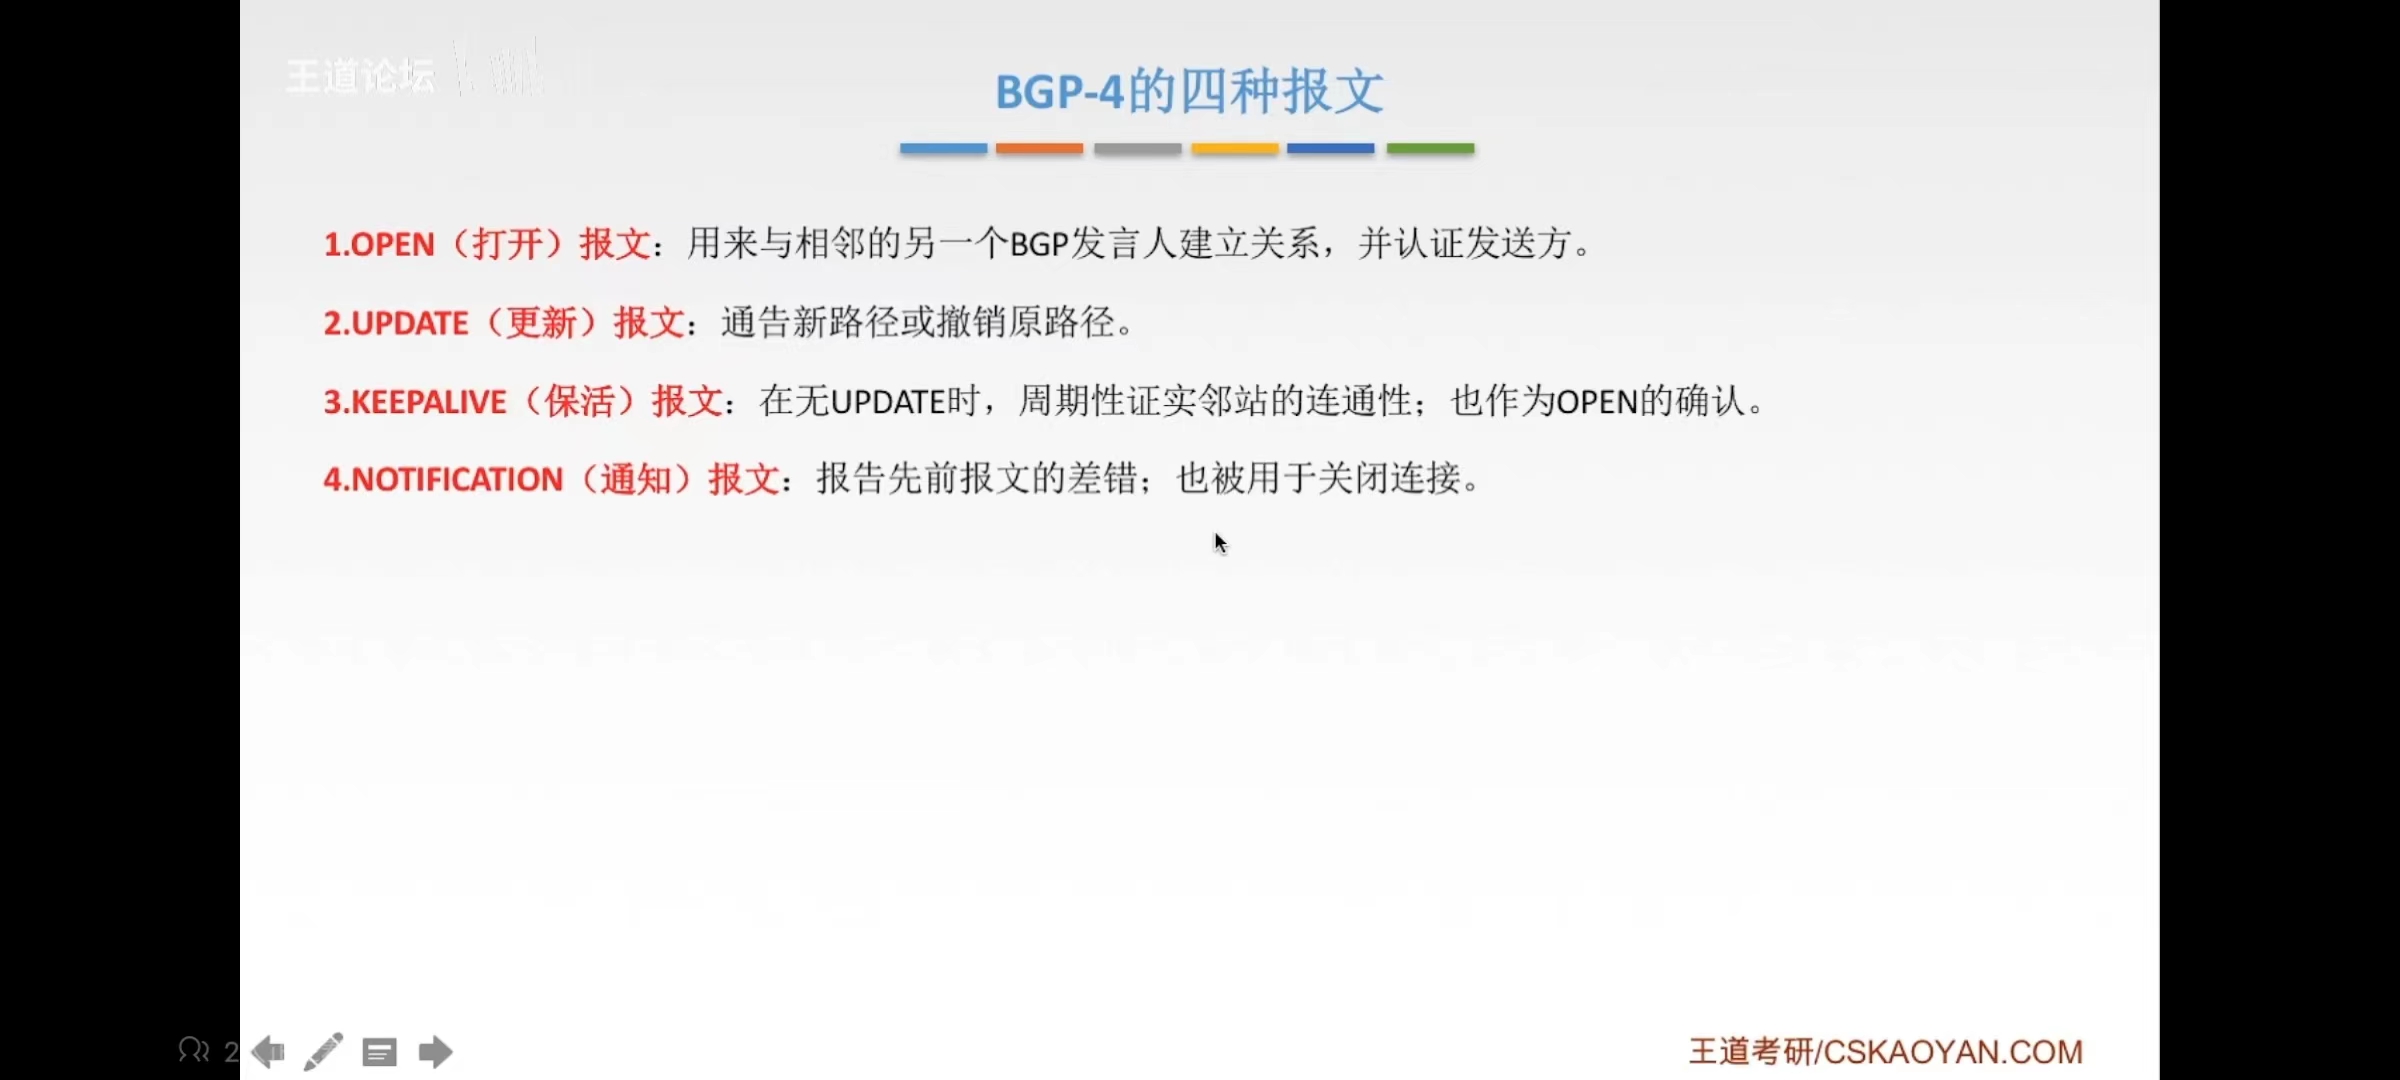 王道论坛
BGP-4的四种报文
1.OPEN（打开）报文：用来与相邻的另一个BGP发言人建立关系，并认证发送方。
2.UPDATE（更新）报文：通告新路径或撤销原路径。
3.KEEPALIVE（保活）报文：在无UPDATE时，周期性证实邻站的连通性；也作为OPEN的确认。
4.NOTIFICATION（通知）报文：报告先前报文的差错；也被用于关闭连接。
2
王道考研/CSKAOYAN.COM